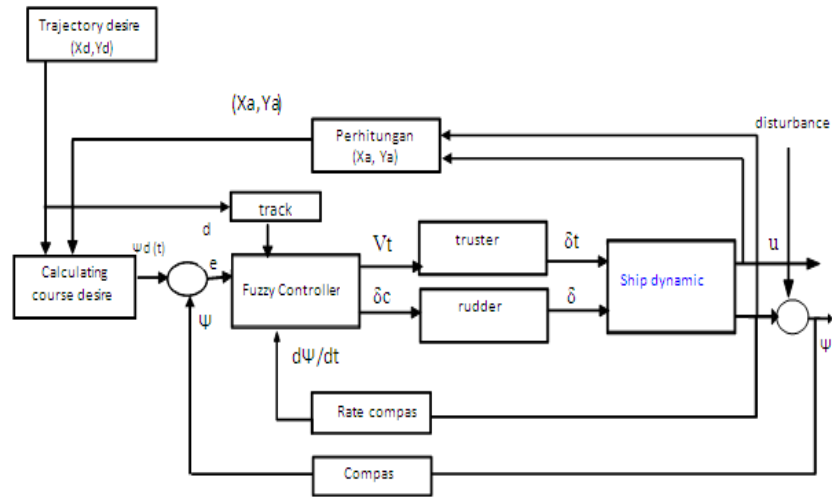 Trajectory desire
(Xd,Yd)
(Xa,Ya)
Perhitungan
(Xa, Ya)
disturbance
d
track
Ψd (t)
Calculating
course desire
e
Ψ
Fuzzy Controller
Vt
δc
truster
rudder
δt
δ
Ship dynamic
u
Ψ
dΨ/dt
Rate compas
Compas